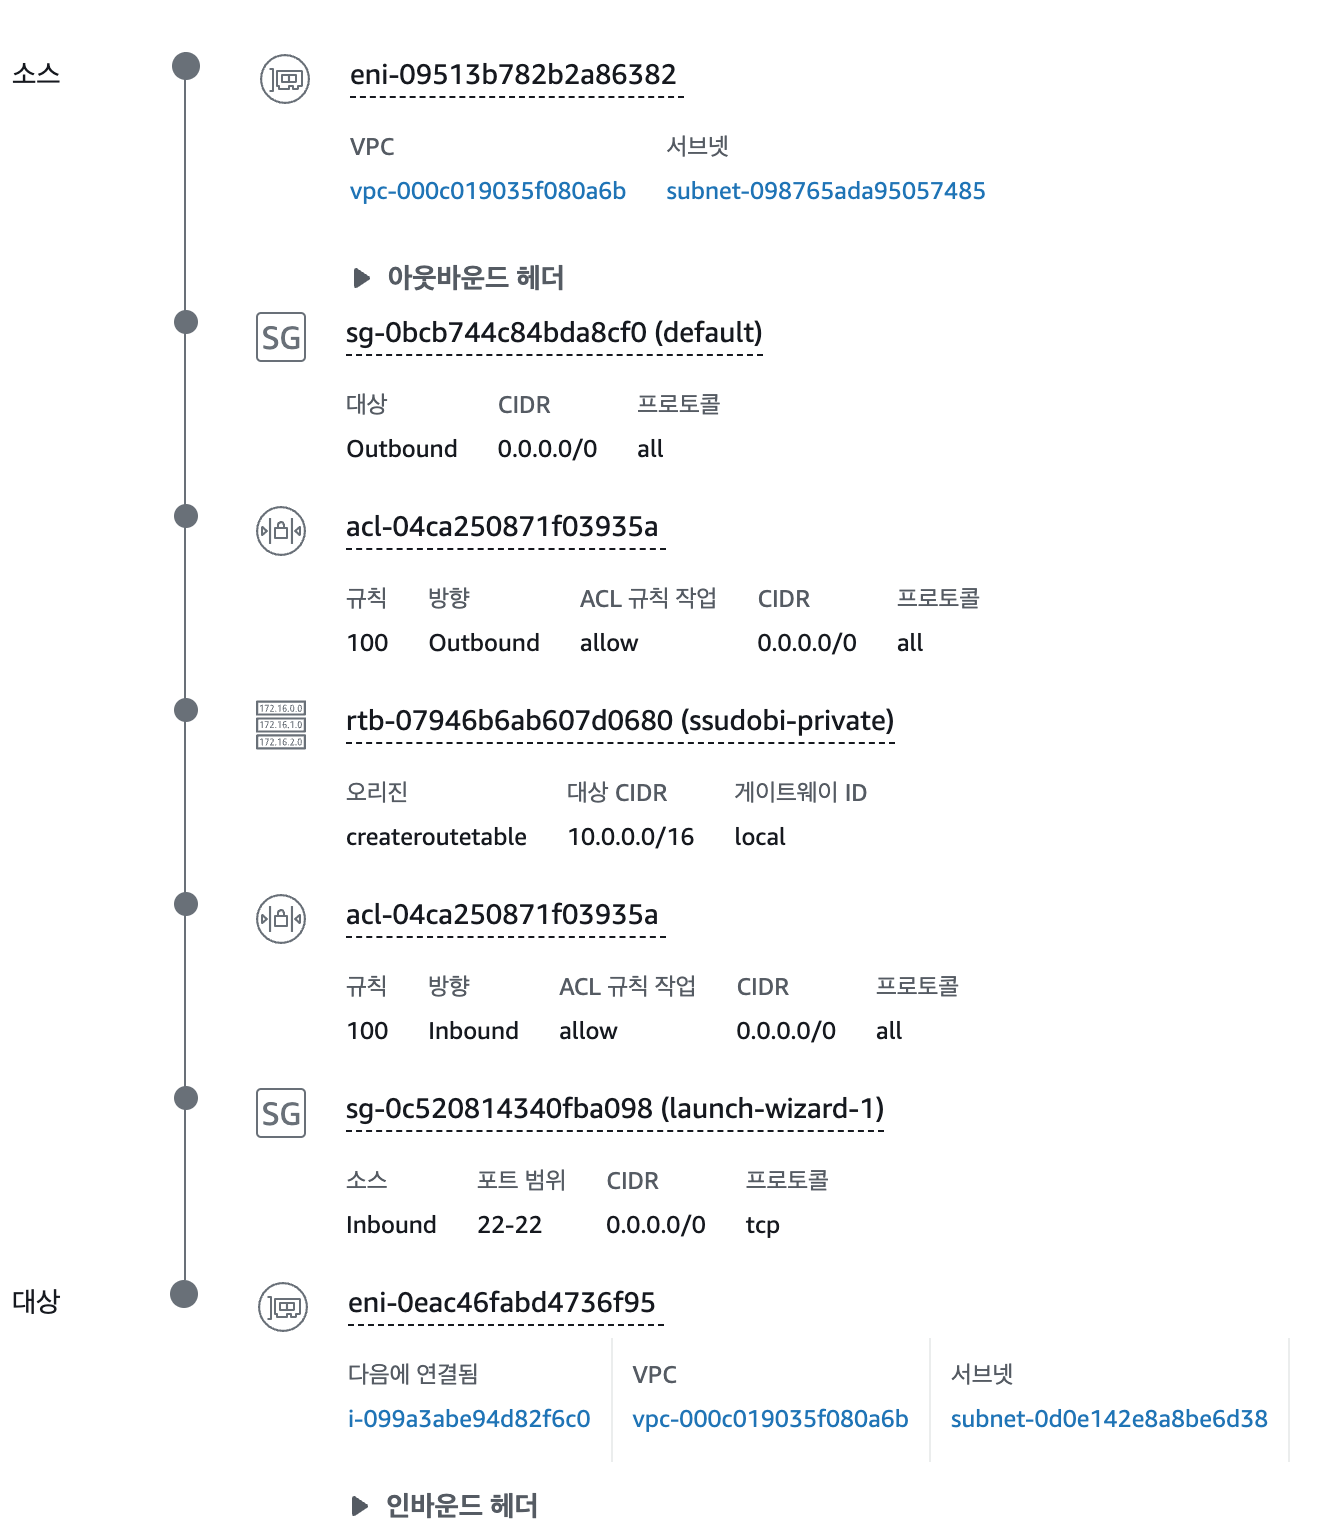 소스
eni-09513b782b2a86382
VPC 서브넷
vpc-000c019035f080a6b subnet-098765ada95057485
아웃바운드 헤더
SG sg-0bcb744c84bda8cf0 (default)
대상 CIDR 프로토콜
Outbound 0.0.0.0/0 all
acl-04ca250871f03935a
규칙 방향 ACL 규칙 작업 CIDR 프로토콜
100 Outbound allow 0.0.0.0/0 all
172.16.0.0
172.16.1.0
172.16.2.0
rtb-07946b6ab607d0680 (ssudobi-private)
오리진 대상 CIDR 게이트웨이 ID
createroutetable 10.0.0.0/16 local
acl-04ca250871f03935a
규칙 방향 ACL 규칙 작업 CIDR 프로토콜
100 Inbound allow 0.0.0.0/0 all
SG sg-0c520814340fba098 (launch-wizard-1)
소스 포트 범위 CIDR 프로토콜
Inbound 22-22 0.0.0.0/0 tcp
대상
eni-0eac46fabd4736f95
다음에 연결됨 VPC 서브넷
i-099a3abe94d82f6c0 vpc-000c019035f080a6b subnet-0d0e142e8a8be6d38
인바운드 헤더